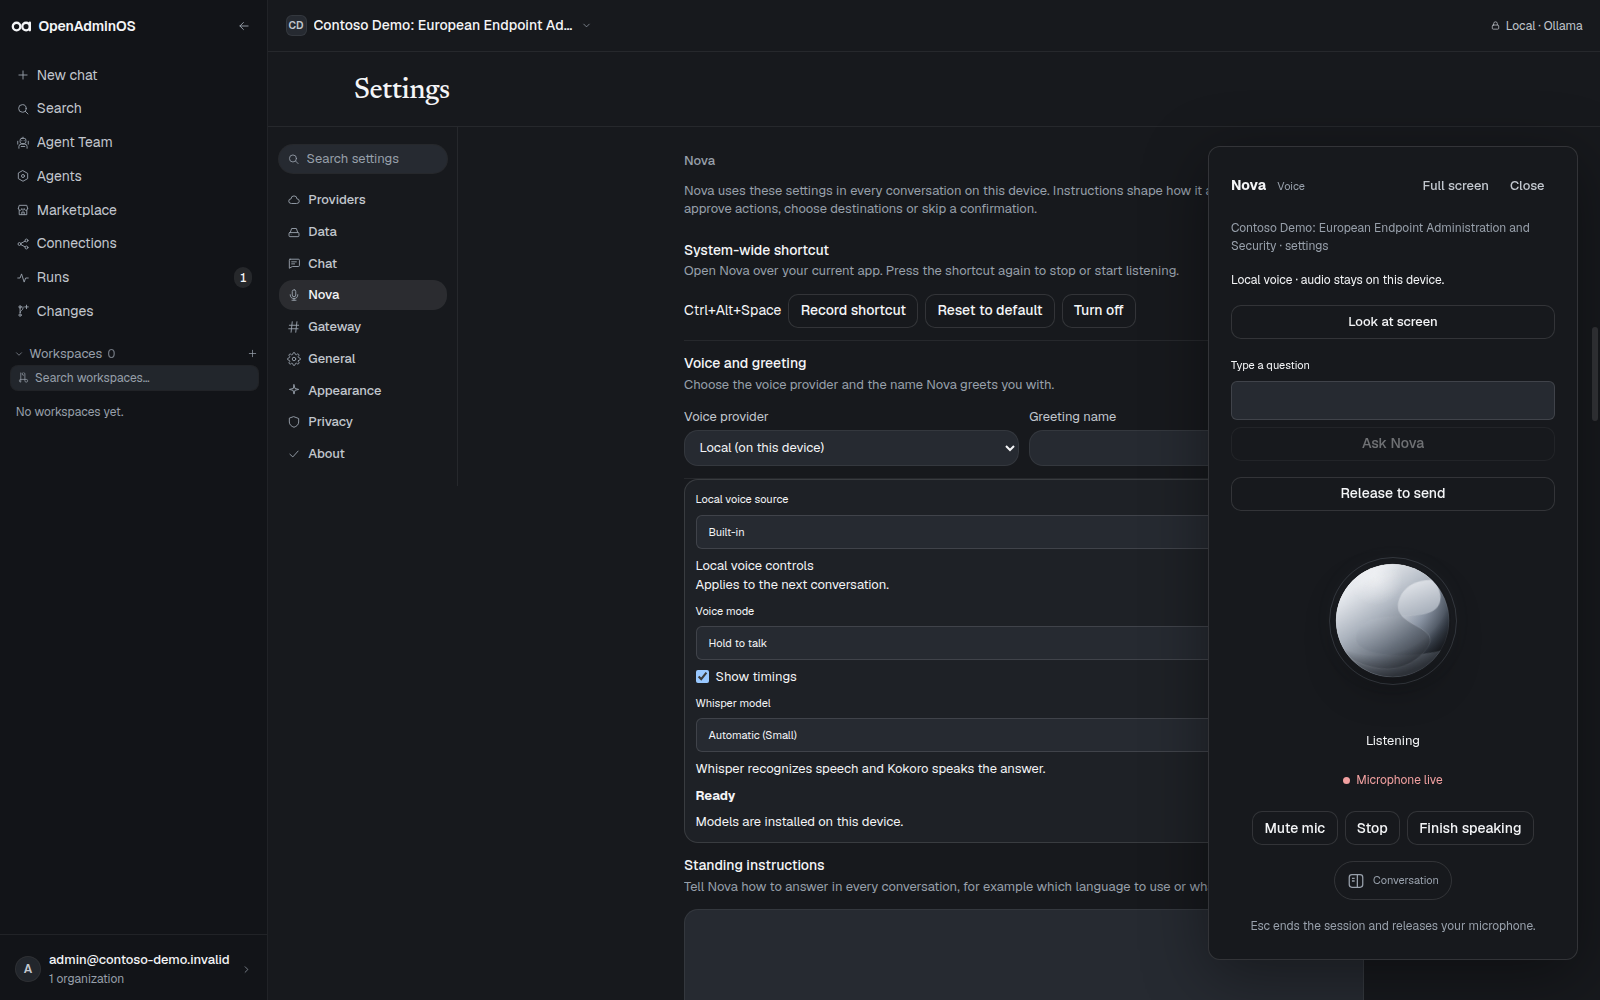 OpenAdminOS
New chat
Search
Agent Team
Agents
Marketplace
Connections
Runs
1
Changes
Workspaces 0
Search workspaces...
No workspaces yet.
A
admin@contoso-demo.invalid
1 organization
CD
Contoso Demo: European Endpoint Ad...
Local · Ollama
Settings
Search settings
Providers
Data
Chat
Nova
Gateway
General
Appearance
Privacy
About
Nova
Nova uses these settings in every conversation on this device. Instructions shape how it
approve actions, choose destinations or skip a confirmation.
System-wide shortcut
Open Nova over your current app. Press the shortcut again to stop or start listening.
Ctrl+Alt+Space
Record shortcut
Reset to default
Turn off
Voice and greeting
Choose the voice provider and the name Nova greets you with.
Voice provider
Greeting name
Local (on this device)
Local voice source
Built-in
Local voice controls
Applies to the next conversation.
Voice mode
Hold to talk
Show timings
Whisper model
Automatic (Small)
Whisper recognizes speech and Kokoro speaks the answer.
Ready
Models are installed on this device.
Standing instructions
Tell Nova how to answer in every conversation, for example which language to use or
Nova Voice
Full screen
Close
Contoso Demo: European Endpoint Administration and
Security · settings
Local voice · audio stays on this device.
Look at screen
Type a question
Ask Nova
Release to send
Listening
Microphone live
Mute mic
Stop
Finish speaking
Conversation
Esc ends the session and releases your microphone.